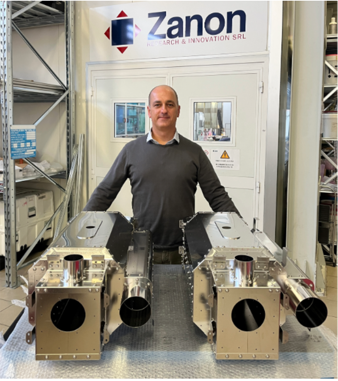 Zanon
RESEARCH & INNOVATION SRL